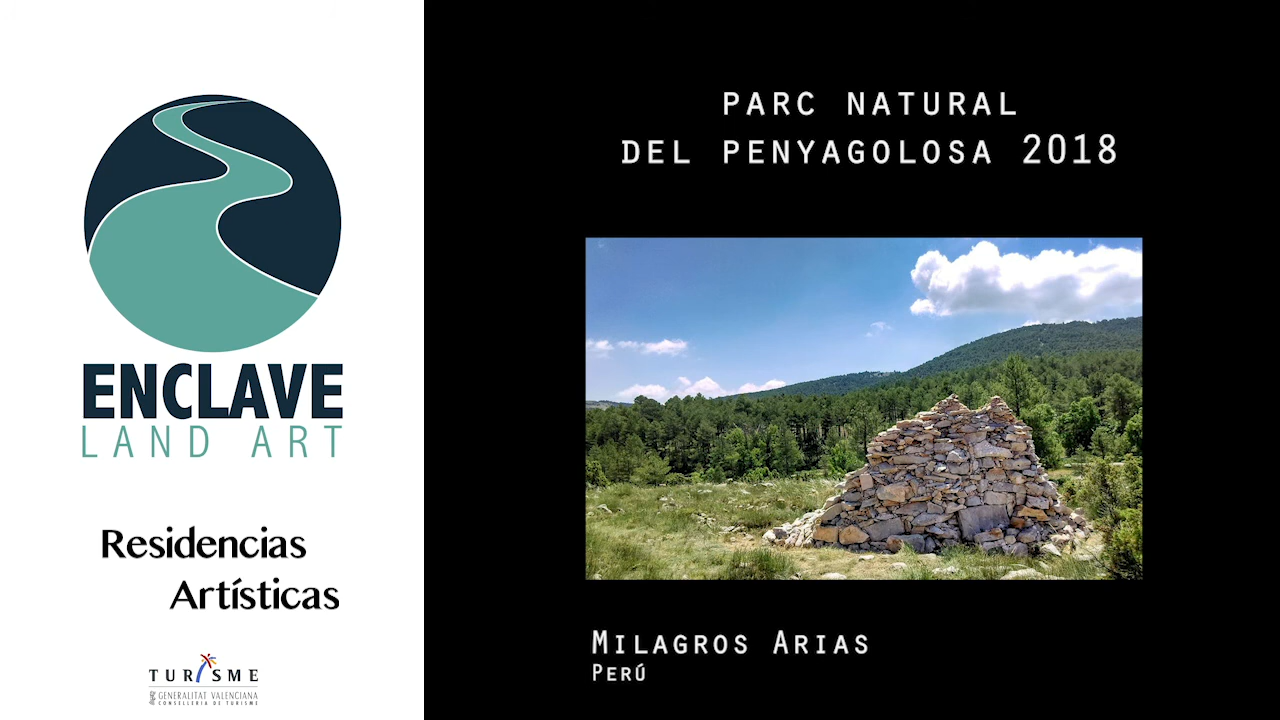 ENCLAVE
LAND ART
Residencias
Artísticas
TURISME
GENERALITAT VALENCIANA
CONSELLERIA DE TURISME
PARC NATURAL
DEL PENYAGOLOSA 2018
MILAGROS ARIAS
PERÚ